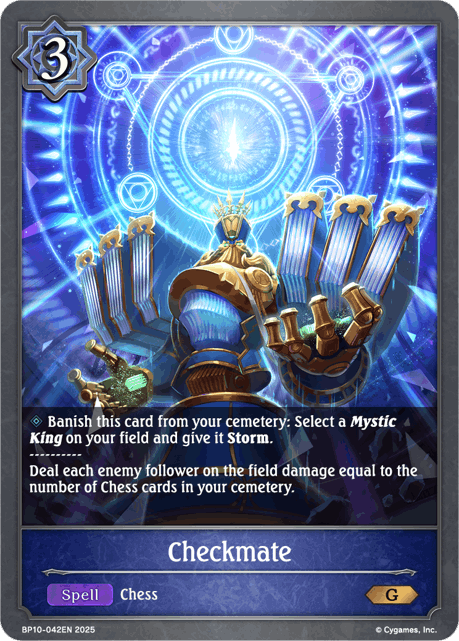 3
Banish this card from your cemetery: Select a Mystic
King on your field and give it Storm.
----------
Deal each enemy follower on the field damage equal to the
number of Chess cards in your cemetery.
Checkmate
Spell Chess G
BP10-042EN 2025 © Cygames, Inc.